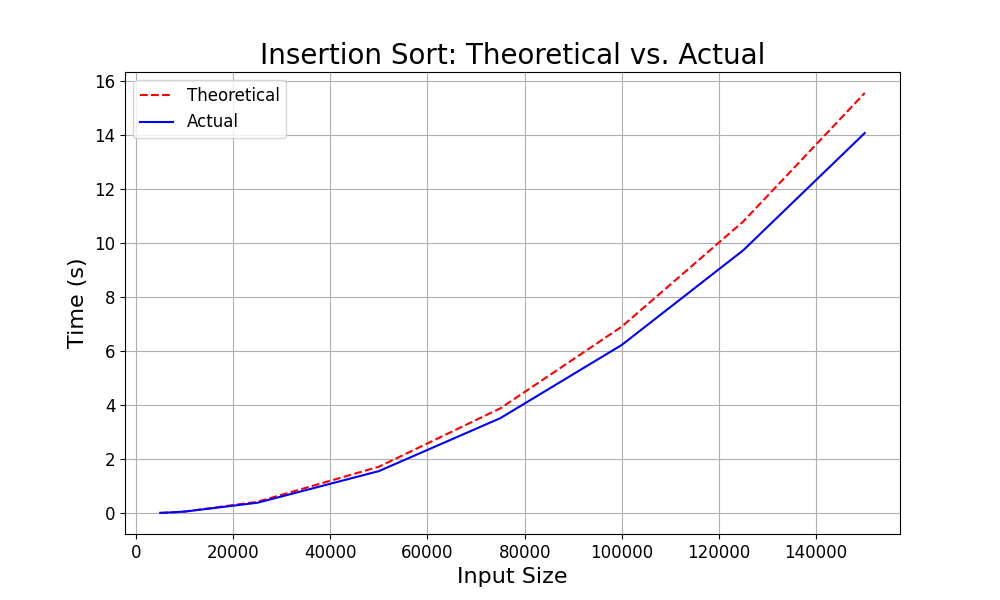 Insertion Sort: Theoretical vs. Actual
Theoretical
Actual
16
14
12
10
8
6
4
2
0
Time (s)
0 20000 40000 60000 80000 100000 120000 140000
Input Size